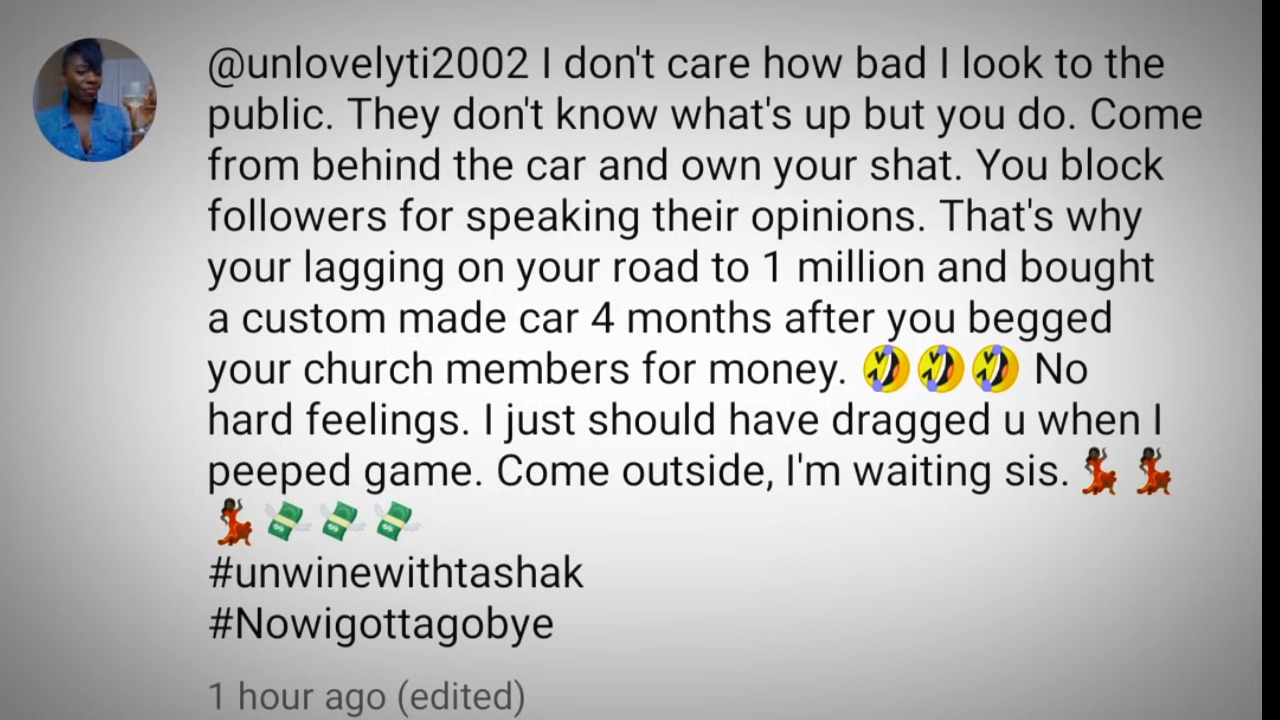 @unlovelyti2002 I don't care how bad I look to the
public. They don't know what's up but you do. Come
from behind the car and own your shat. You block
followers for speaking their opinions. That's why
your lagging on your road to 1 million and bought
a custom made car 4 months after you begged
your church members for money. 🤣🤣🤣 No
hard feelings. I just should have dragged u when I
peeped game. Come outside, I'm waiting sis.💃🏿💃🏿
💃🏿💸💸💸
#unwinewithtashak
#Nowigottagobye
1 hour ago (edited)